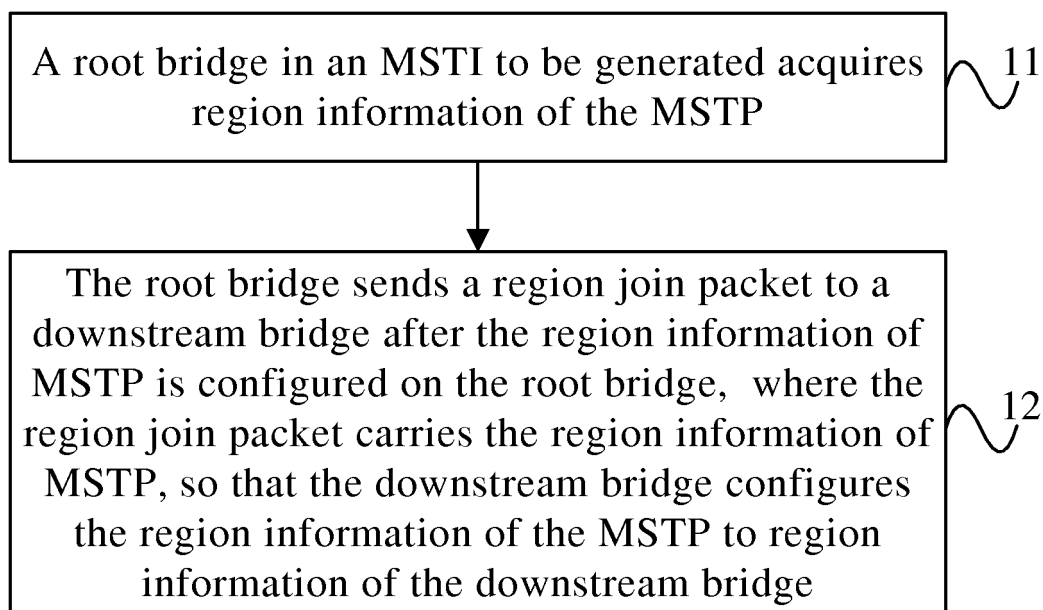 A root bridge in an MSTI to be generated acquires
region information of the MSTP
11
The root bridge sends a region join packet to a
downstream bridge after the region information of
MSTP is configured on the root bridge, where the
region join packet carries the region information of
MSTP, so that the downstream bridge configures
the region information of the MSTP to region
information of the downstream bridge
12